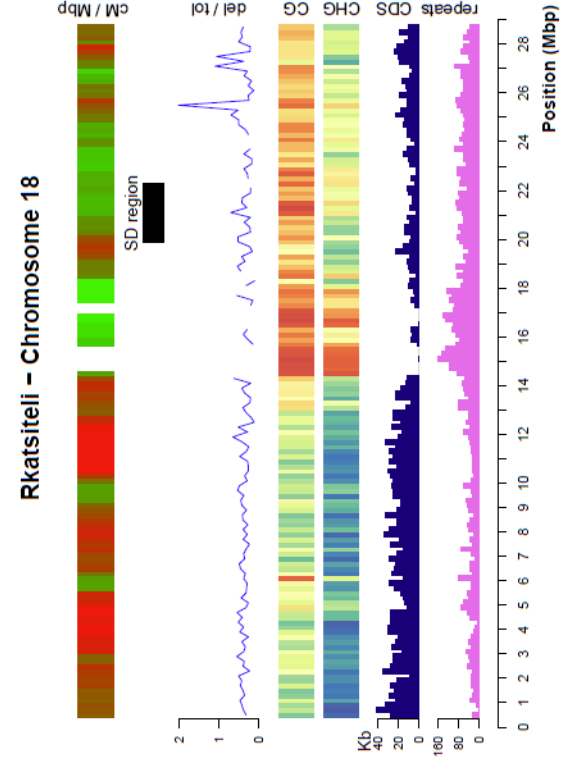 Rkatsiteli – Chromosome 18
cM / Mbp
SD region
del / tol
2
1
0
CG
CHG
CDS
Kb
40
20
0
repeats
160
80
0
0
1
2
3
4
5
6
7
8
9
10
12
14
16
18
20
22
24
26
28
Position (Mbp)